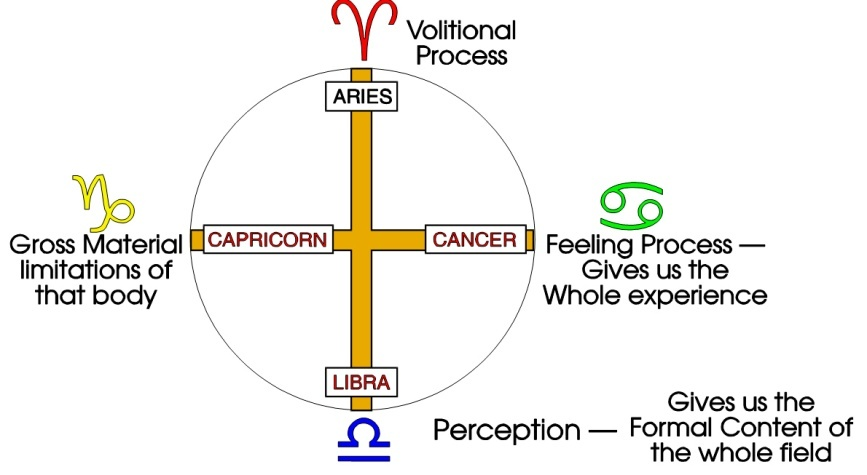 Volitional
Process
ARIES
CAPRICORN
CANCER
Gross Material
limitations of
that body
Feeling Process —
Gives us the
Whole experience
LIBRA
Perception —
Gives us the
Formal Content of
the whole field